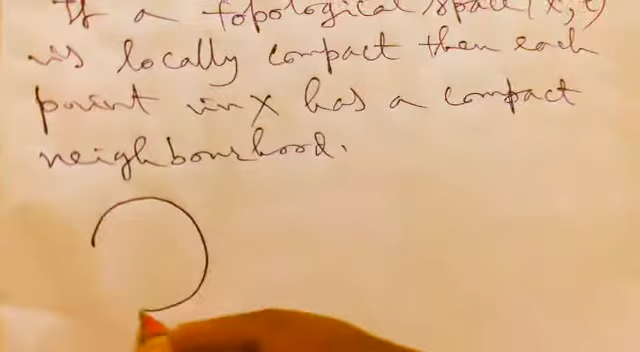 If a topological space (X, τ)
is locally compact then each
point in X has a compact
neighbourhood.